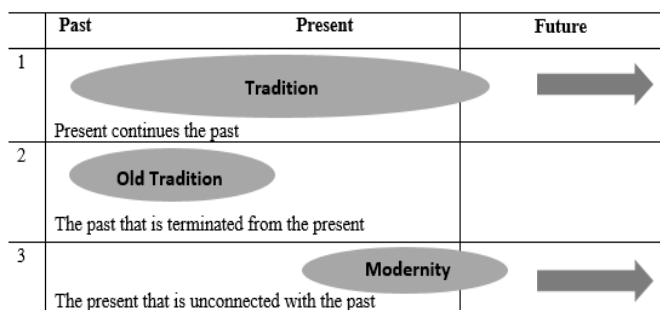 Past Present Future
1
Tradition
Present continues the past
2
Old Tradition
The past that is terminated from the present
3
Modernity
The present that is unconnected with the past